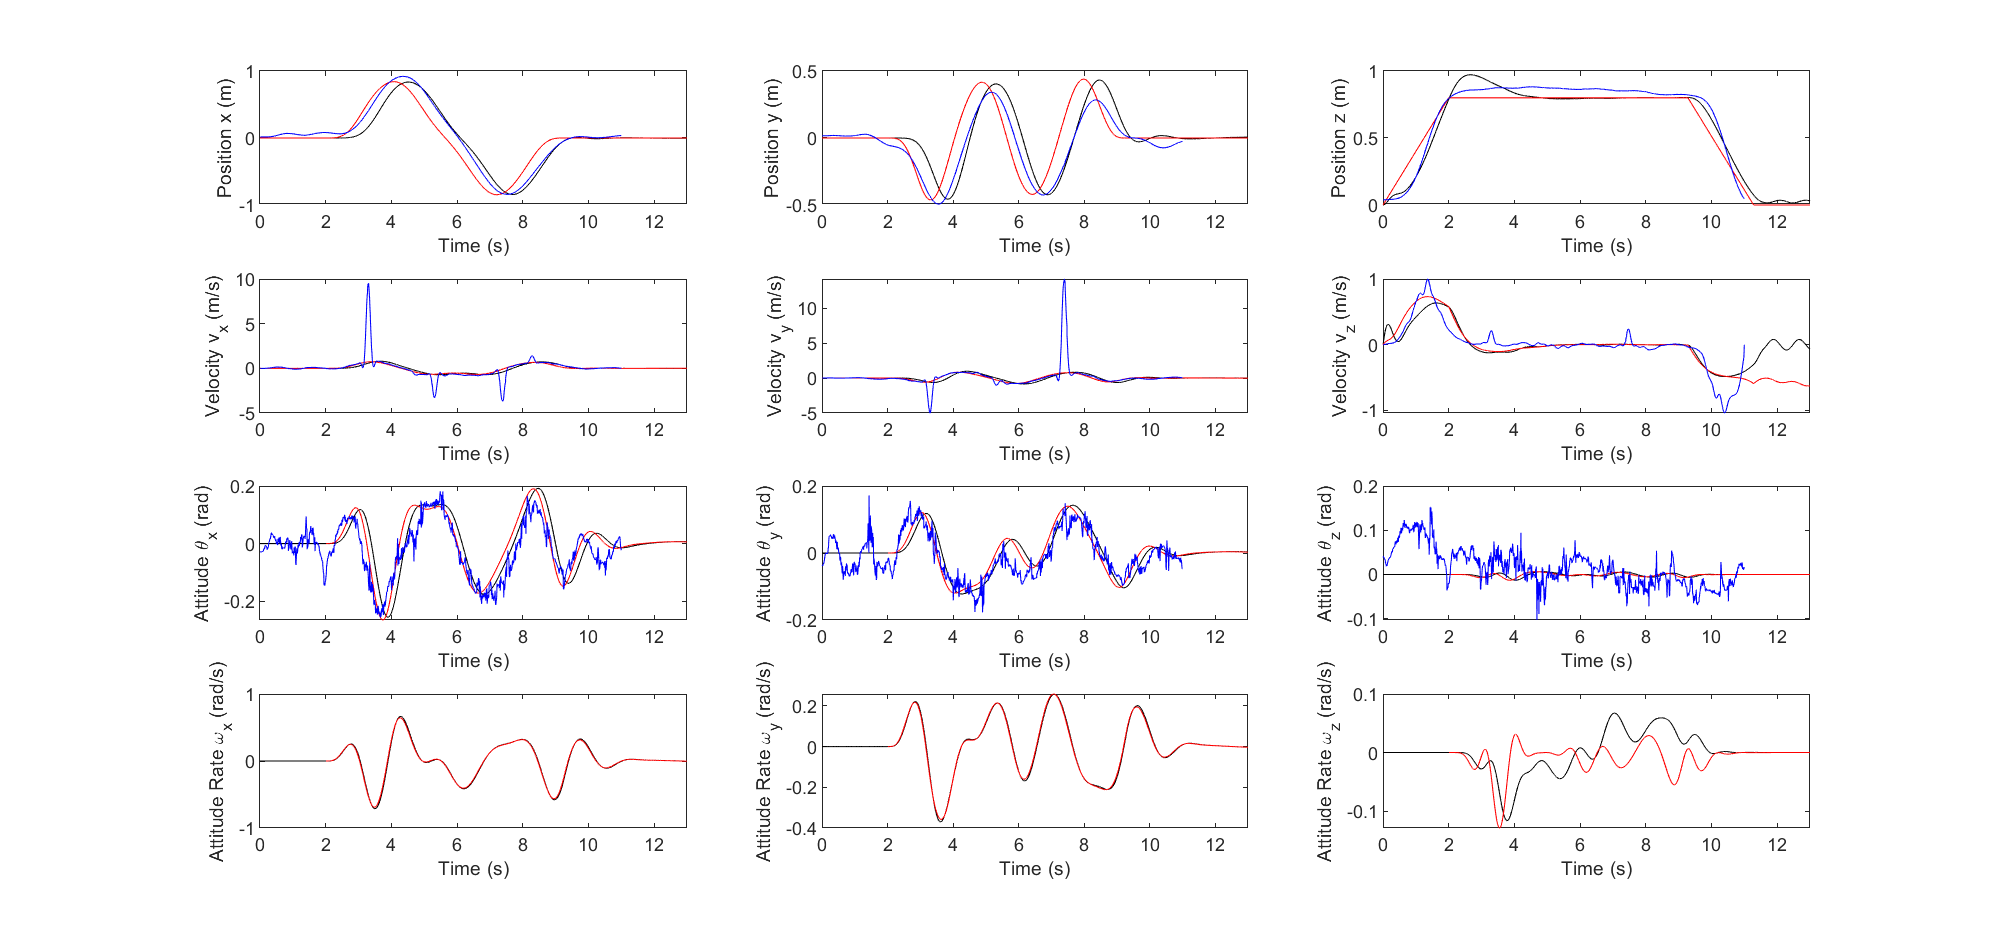 1
0
-1
Position x (m)
0 2 4 6 8 10 12
Time (s)
0.5
0
-0.5
Position y (m)
0 2 4 6 8 10 12
Time (s)
1
0.5
0
Position z (m)
0 2 4 6 8 10 12
Time (s)
10
5
0
-5
Velocity v_x (m/s)
0 2 4 6 8 10 12
Time (s)
10
5
0
-5
Velocity v_y (m/s)
0 2 4 6 8 10 12
Time (s)
1
0
-1
Velocity v_z (m/s)
0 2 4 6 8 10 12
Time (s)
0.2
0
-0.2
Attitude θ_x (rad)
0 2 4 6 8 10 12
Time (s)
0.2
0
-0.2
Attitude θ_y (rad)
0 2 4 6 8 10 12
Time (s)
0.2
0.1
0
-0.1
Attitude θ_z (rad)
0 2 4 6 8 10 12
Time (s)
1
0
-1
Attitude Rate ω_x (rad/s)
0 2 4 6 8 10 12
Time (s)
0.2
0
-0.2
-0.4
Attitude Rate ω_y (rad/s)
0 2 4 6 8 10 12
Time (s)
0.1
0
-0.1
Attitude Rate ω_z (rad/s)
0 2 4 6 8 10 12
Time (s)